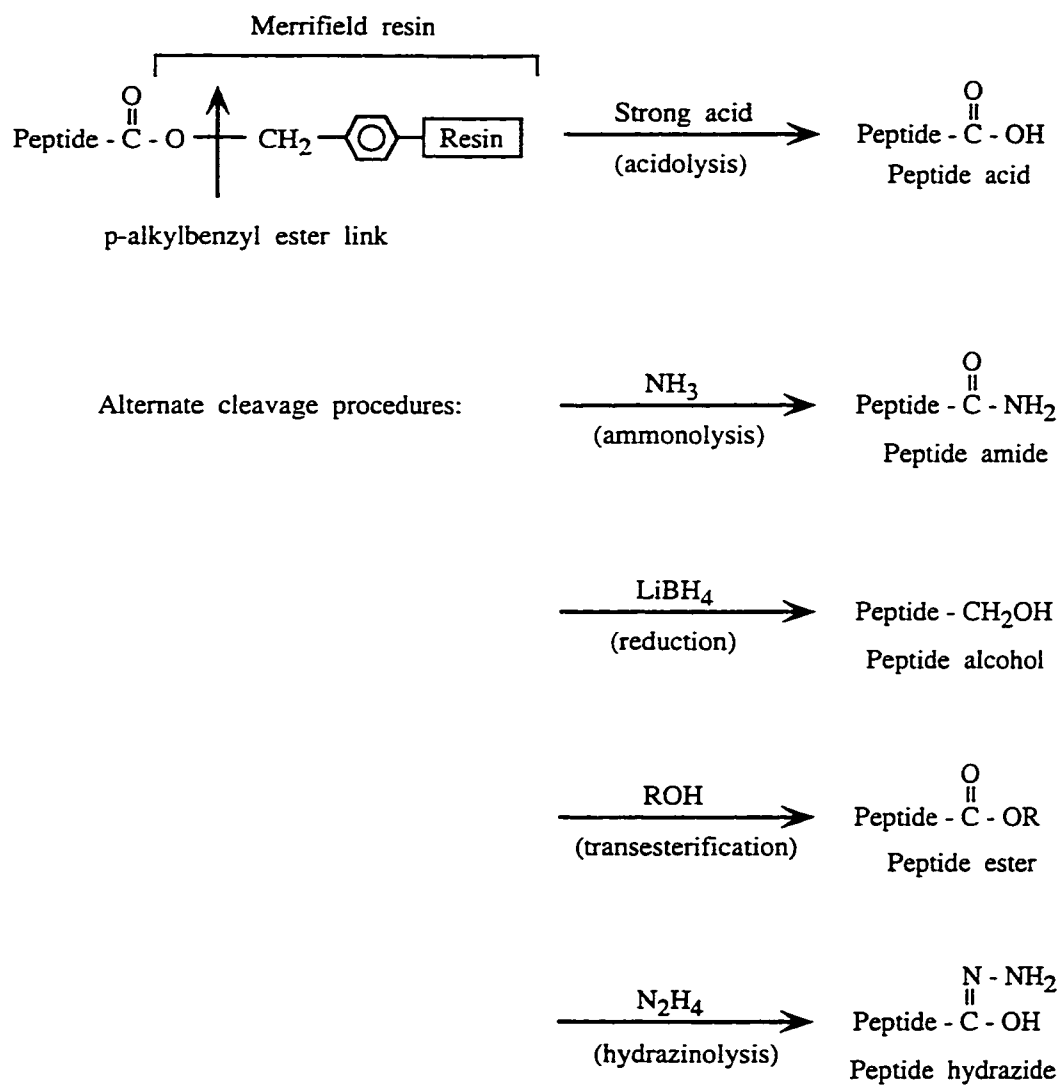 Merrifield resin
O
Peptide - C - O — CH2 — Resin
p-alkylbenzyl ester link
Strong acid
(acidolysis)
O
Peptide - C - OH
Peptide acid
Alternate cleavage procedures:
NH3
(ammonolysis)
O
Peptide - C - NH2
Peptide amide
LiBH4
(reduction)
Peptide - CH2OH
Peptide alcohol
ROH
(transesterification)
O
Peptide - C - OR
Peptide ester
N2H4
(hydrazinolysis)
N - NH2
Peptide - C - OH
Peptide hydrazide